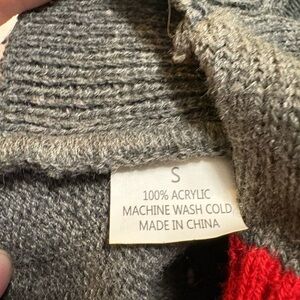 S
100% ACRYLIC
MACHINE WASH COLD
MADE IN CHINA